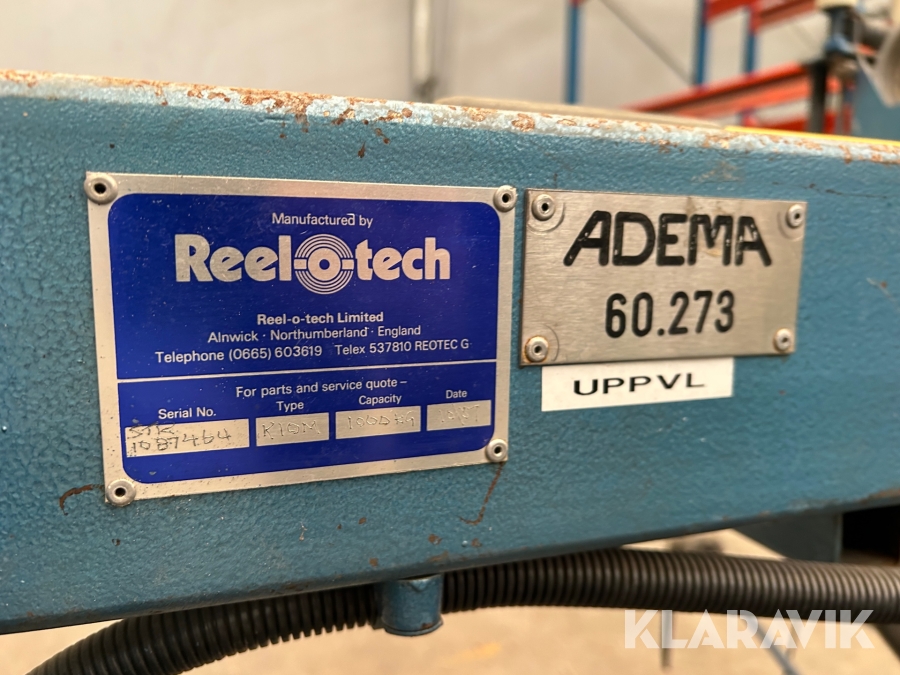 Manufactured by
Reel-o-tech
Reel-o-tech Limited
Alnwick · Northumberland · England
Telephone (0665) 603619 Telex 537810 REOTEC G
For parts and service quote –
Serial No. Type Capacity Date
1087464
ADEMA
60.273
UPPVL
KLARAVIK